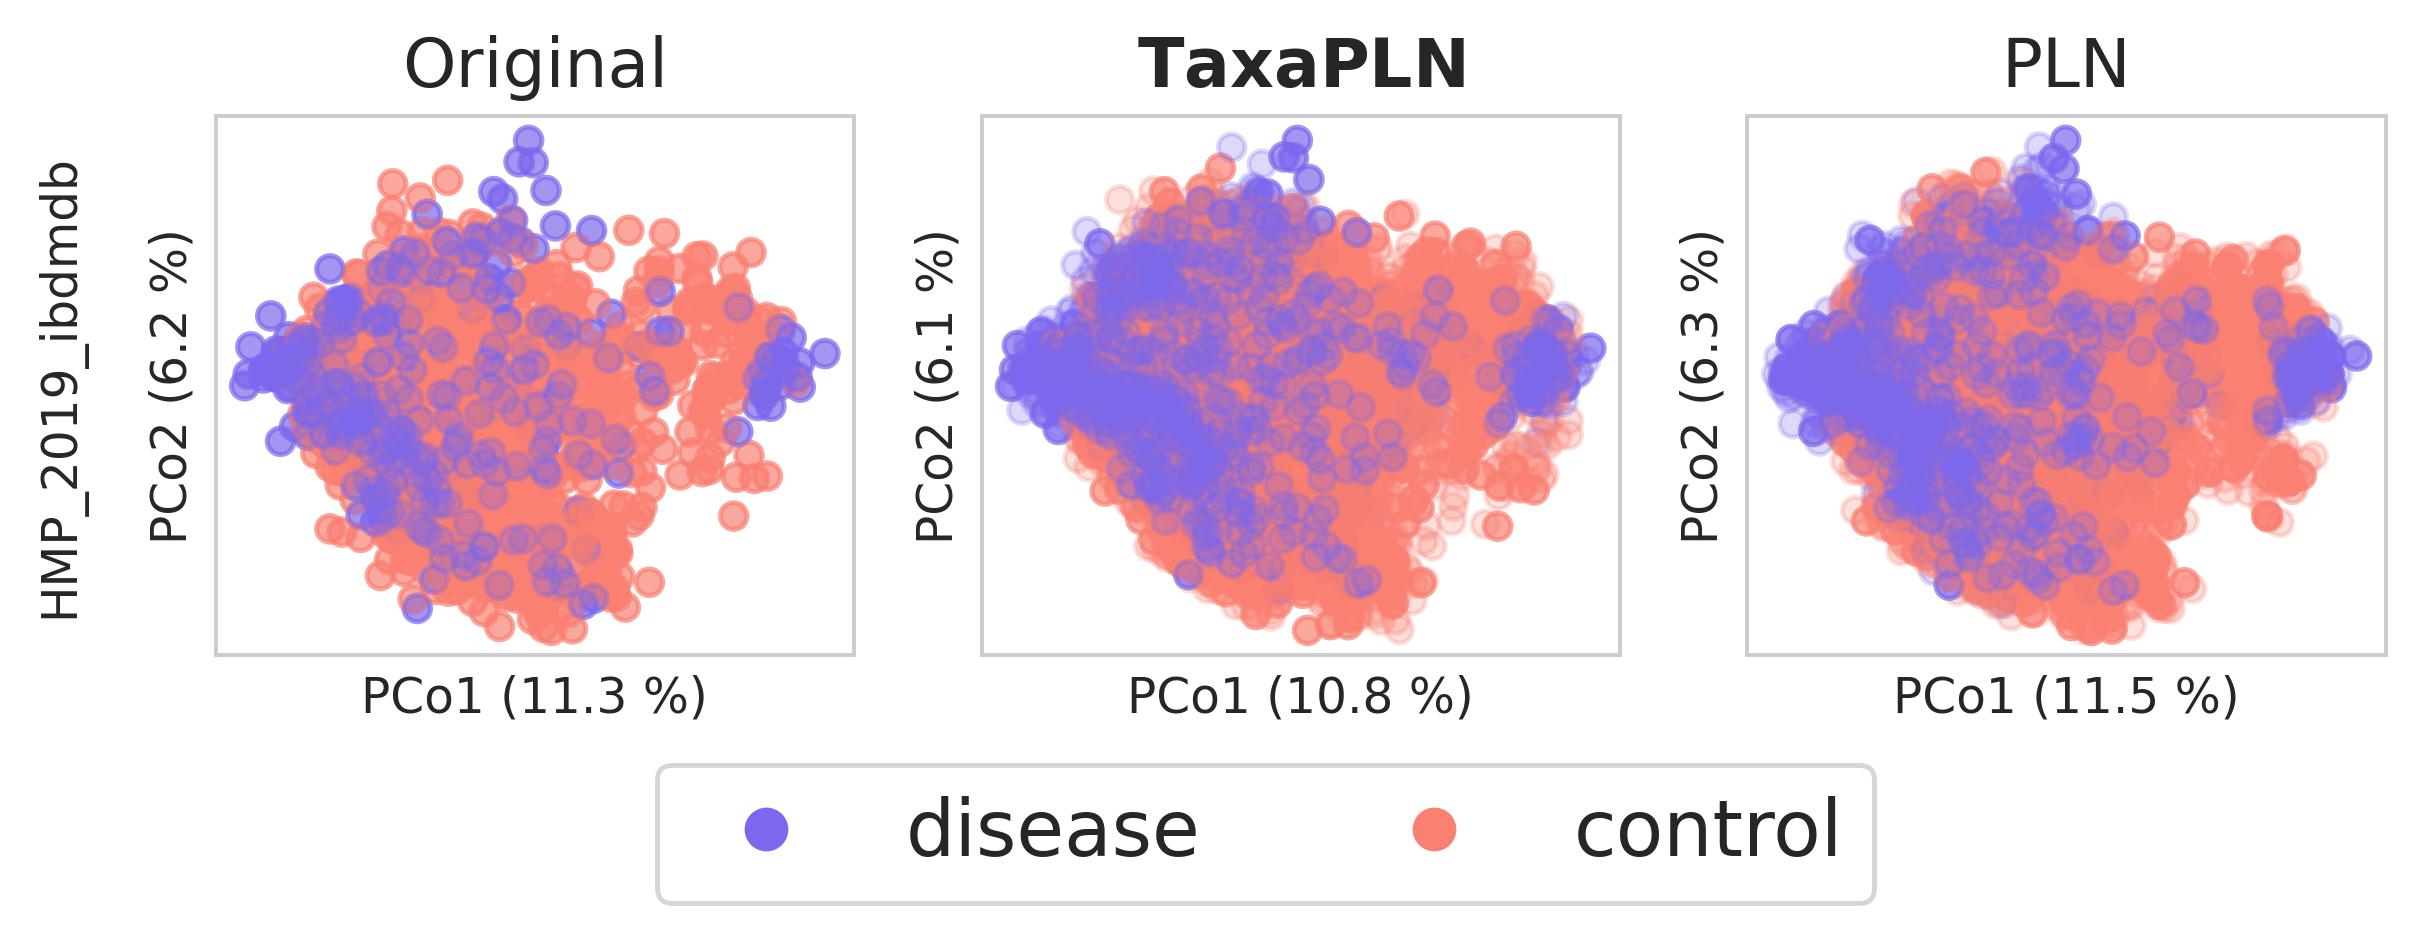 Original
TaxaPLN
PLN
HMP_2019_ibdmdb
PCo2 (6.2 %)
PCo2 (6.1 %)
PCo2 (6.3 %)
PCo1 (11.3 %)
PCo1 (10.8 %)
PCo1 (11.5 %)
disease
control